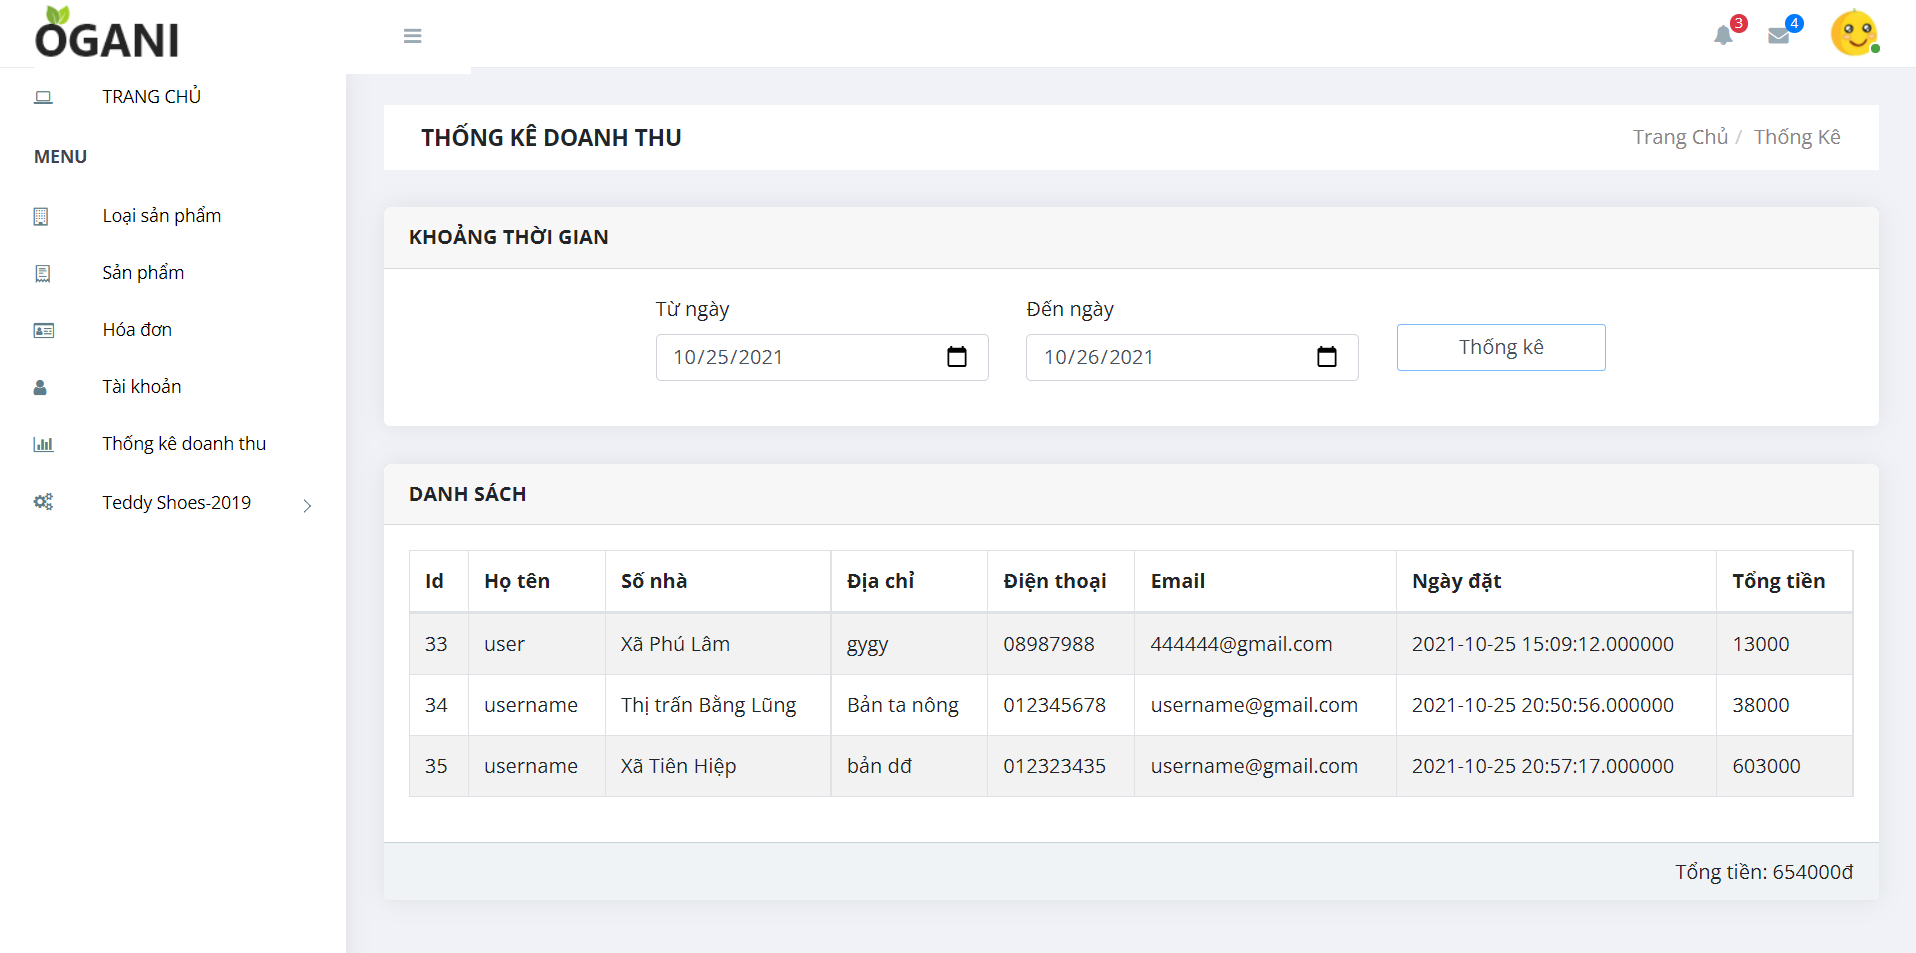 OGANI
3
4
TRANG CHỦ
MENU
Loại sản phẩm
Sản phẩm
Hóa đơn
Tài khoản
Thống kê doanh thu
Teddy Shoes-2019
THỐNG KÊ DOANH THU
Trang Chủ / Thống Kê
KHOẢNG THỜI GIAN
Từ ngày
Đến ngày
10/25/2021
10/26/2021
Thống kê
DANH SÁCH
Id Họ tên Số nhà Địa chỉ Điện thoại Email Ngày đặt Tổng tiền
33 user Xã Phú Lâm gygy 08987988 444444@gmail.com 2021-10-25 15:09:12.000000 13000
34 username Thị trấn Bằng Lũng Bản ta nông 012345678 username@gmail.com 2021-10-25 20:50:56.000000 38000
35 username Xã Tiên Hiệp bản dđ 012323435 username@gmail.com 2021-10-25 20:57:17.000000 603000
Tổng tiền: 654000đ